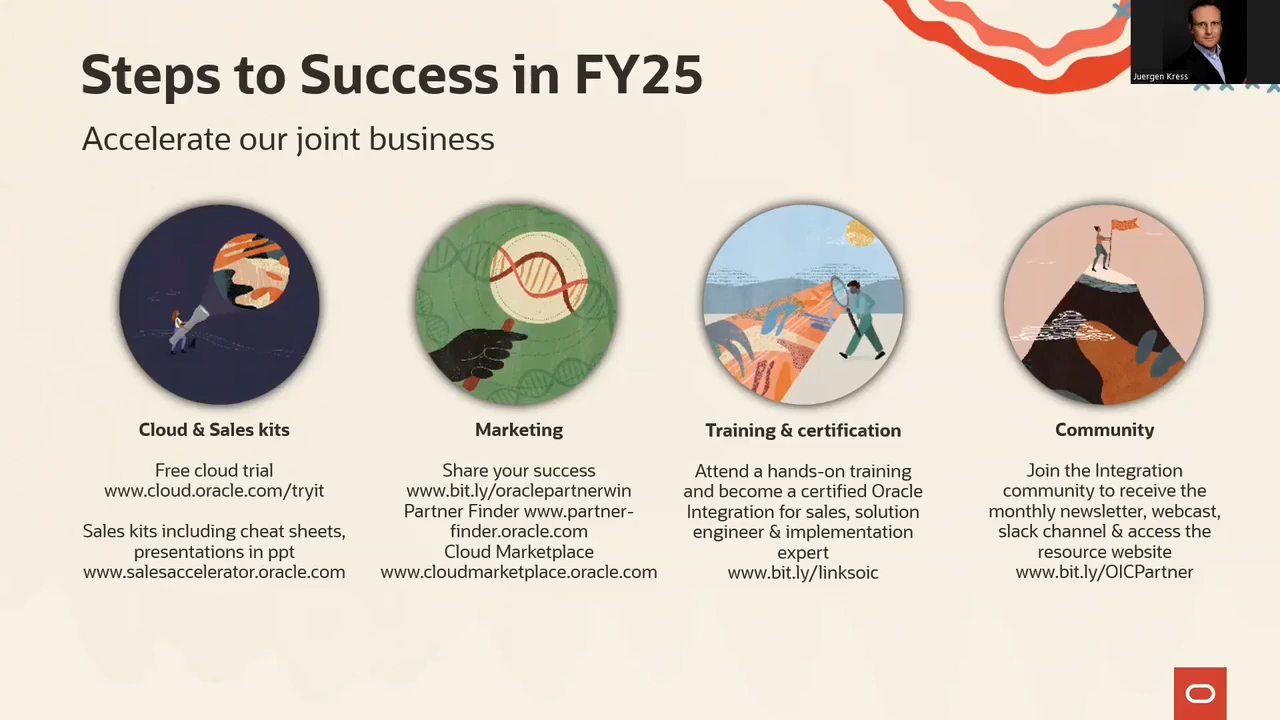 Steps to Success in FY25
Juergen Kress
Accelerate our joint business
Cloud & Sales kits
Free cloud trial
www.cloud.oracle.com/tryit
Sales kits including cheat sheets,
presentations in ppt
www.salesaccelerator.oracle.com
Marketing
Share your success
www.bit.ly/oraclepartnerwin
Partner Finder www.partner-
finder.oracle.com
Cloud Marketplace
www.cloudmarketplace.oracle.com
Training & certification
Attend a hands-on training
and become a certified Oracle
Integration for sales, solution
engineer & implementation
expert
www.bit.ly/linksoic
Community
Join the Integration
community to receive the
monthly newsletter, webcast,
slack channel & access the
resource website
www.bit.ly/OICPartner